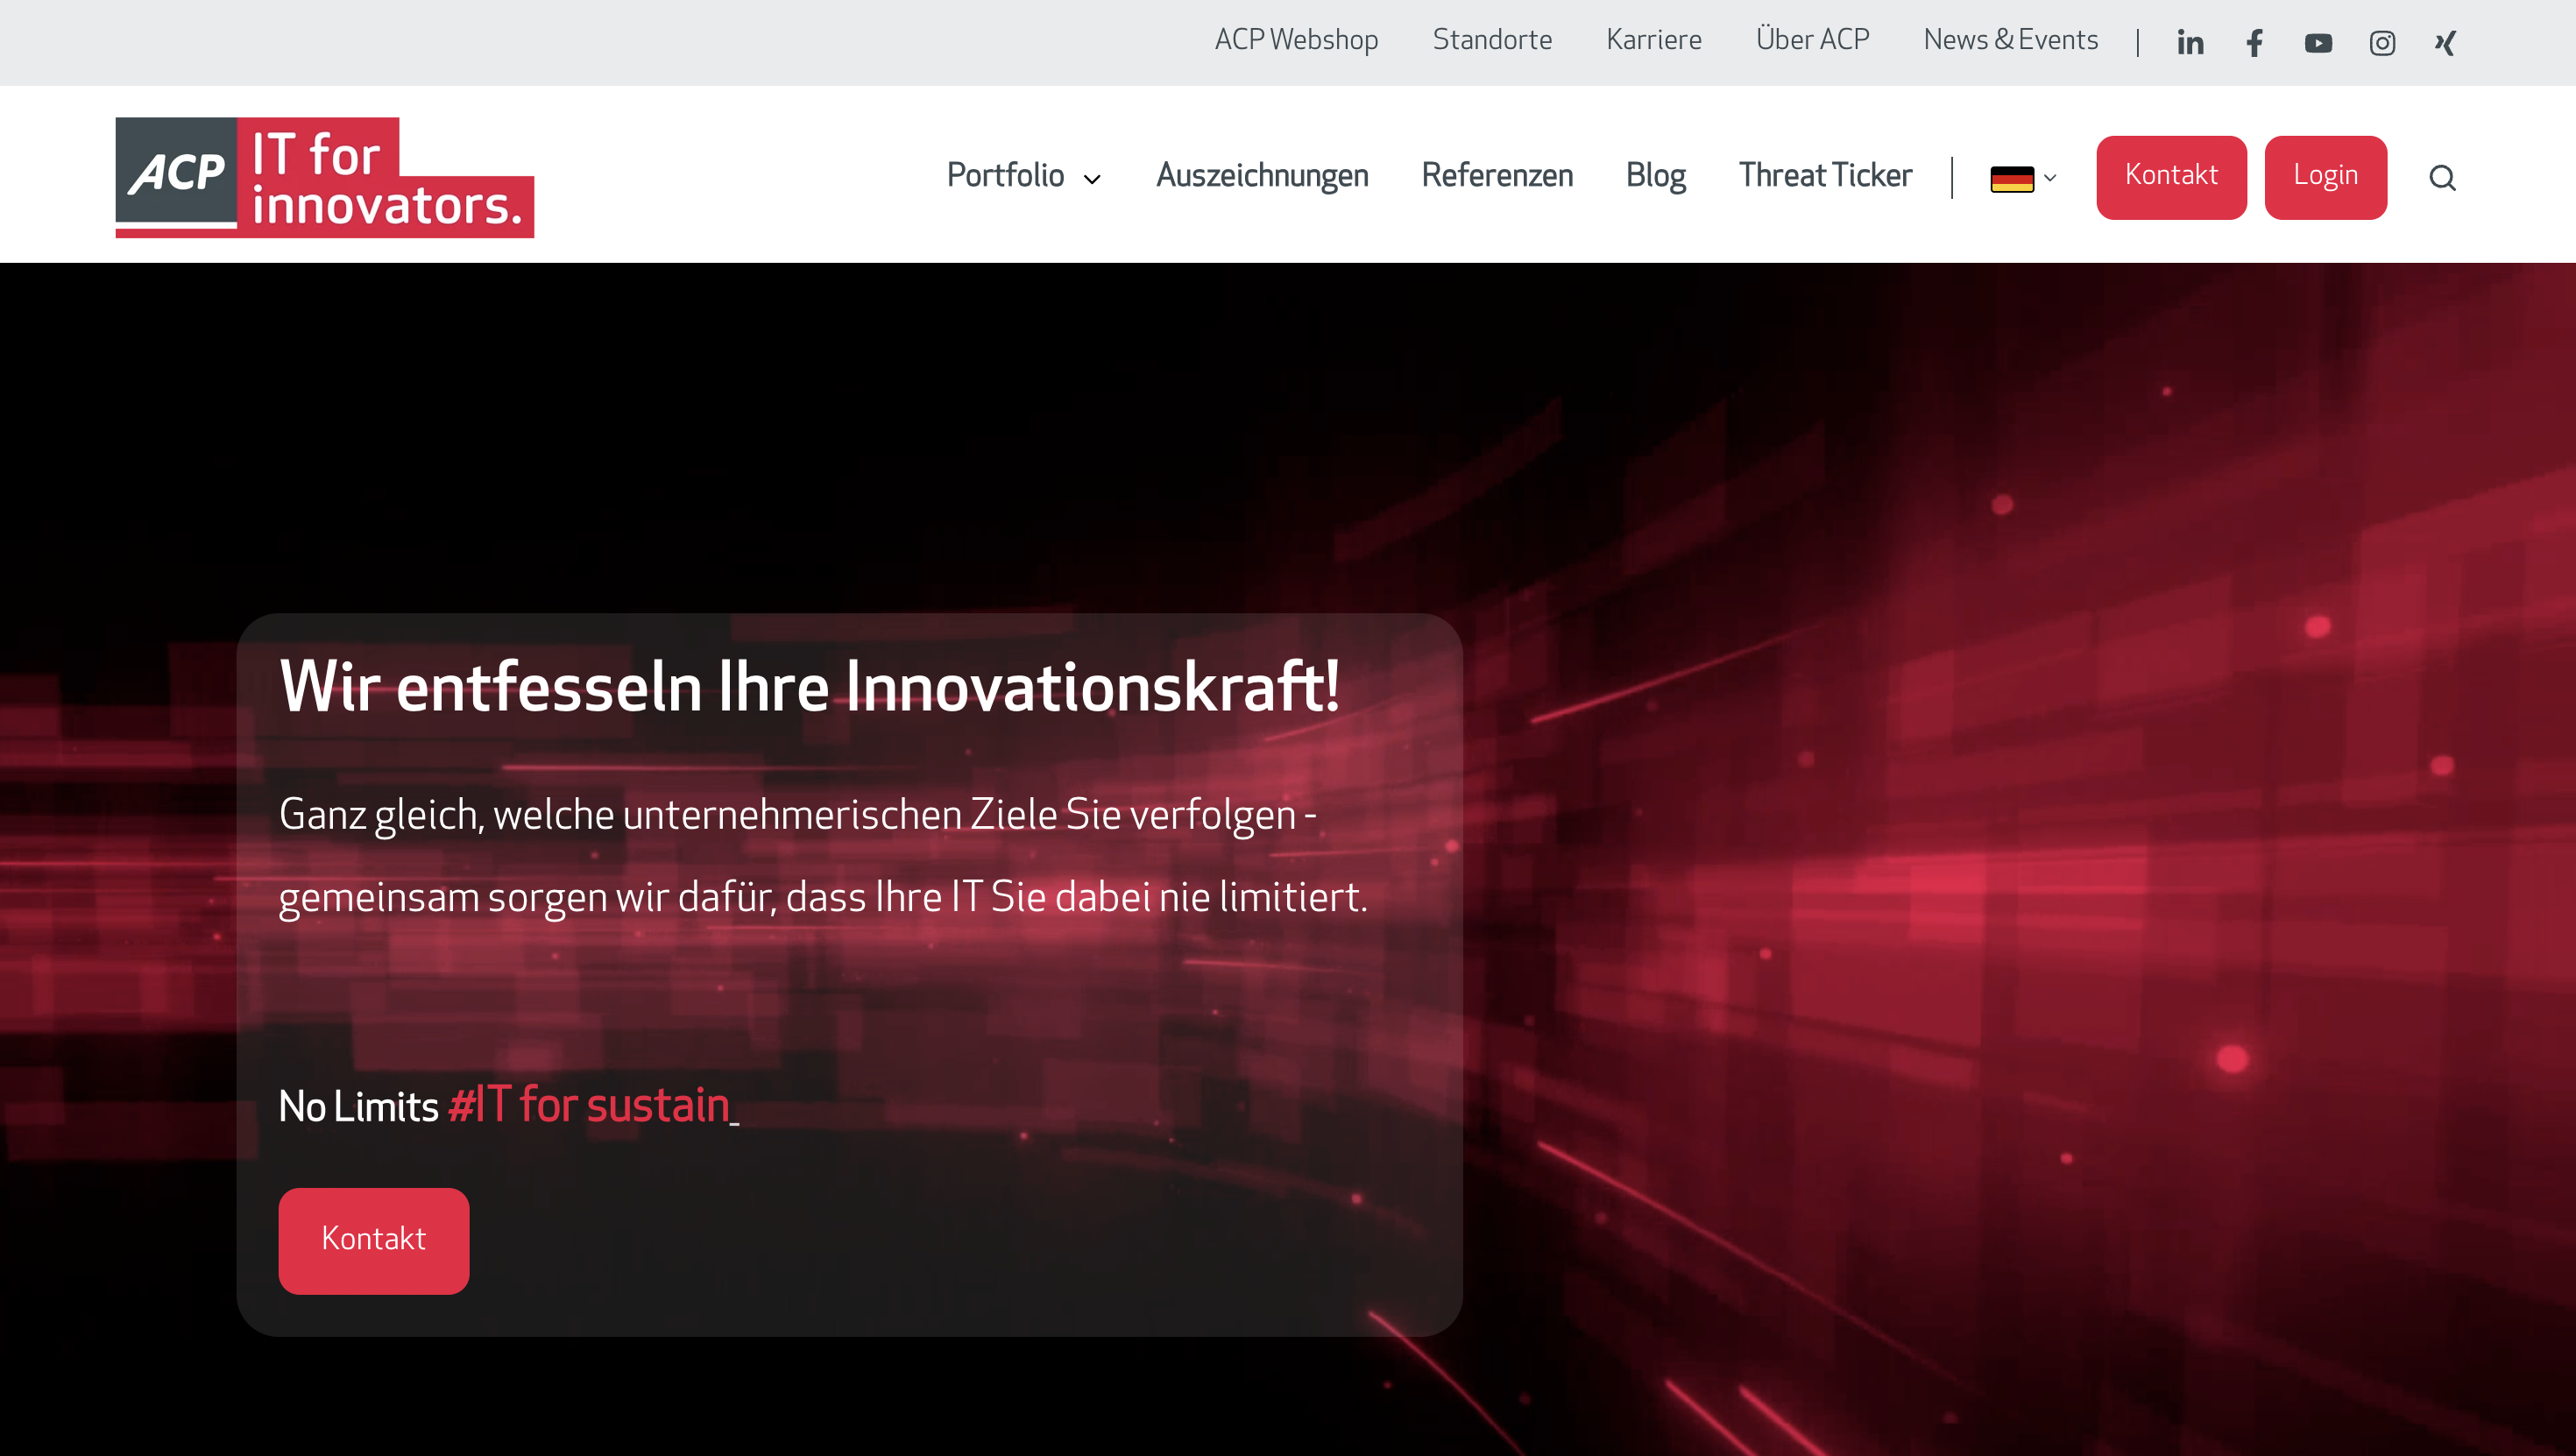 ACP Webshop Standorte Karriere Über ACP News & Events
ACP IT for
innovators.
Portfolio Auszeichnungen Referenzen Blog Threat Ticker Kontakt Login
Wir entfesseln Ihre Innovationskraft!
Ganz gleich, welche unternehmerischen Ziele Sie verfolgen -
gemeinsam sorgen wir dafür, dass Ihre IT Sie dabei nie limitiert.
No Limits #IT for sustain_
Kontakt